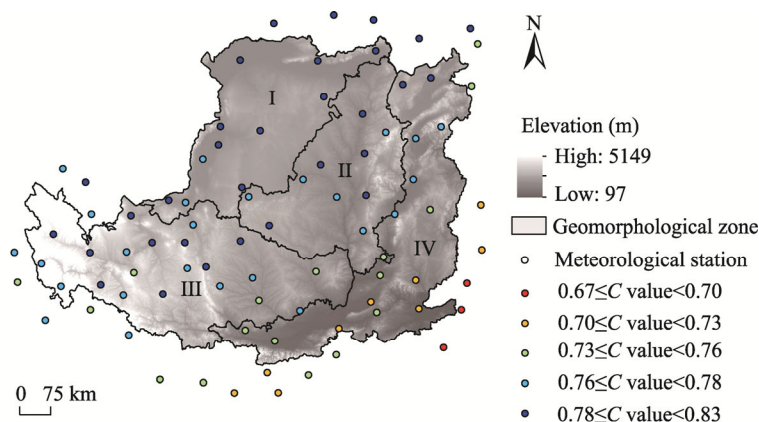 N
I
II
III
IV
0 75 km
Elevation (m)
High: 5149
Low: 97
Geomorphological zone
Meteorological station
0.67≤C value<0.70
0.70≤C value<0.73
0.73≤C value<0.76
0.76≤C value<0.78
0.78≤C value<0.83